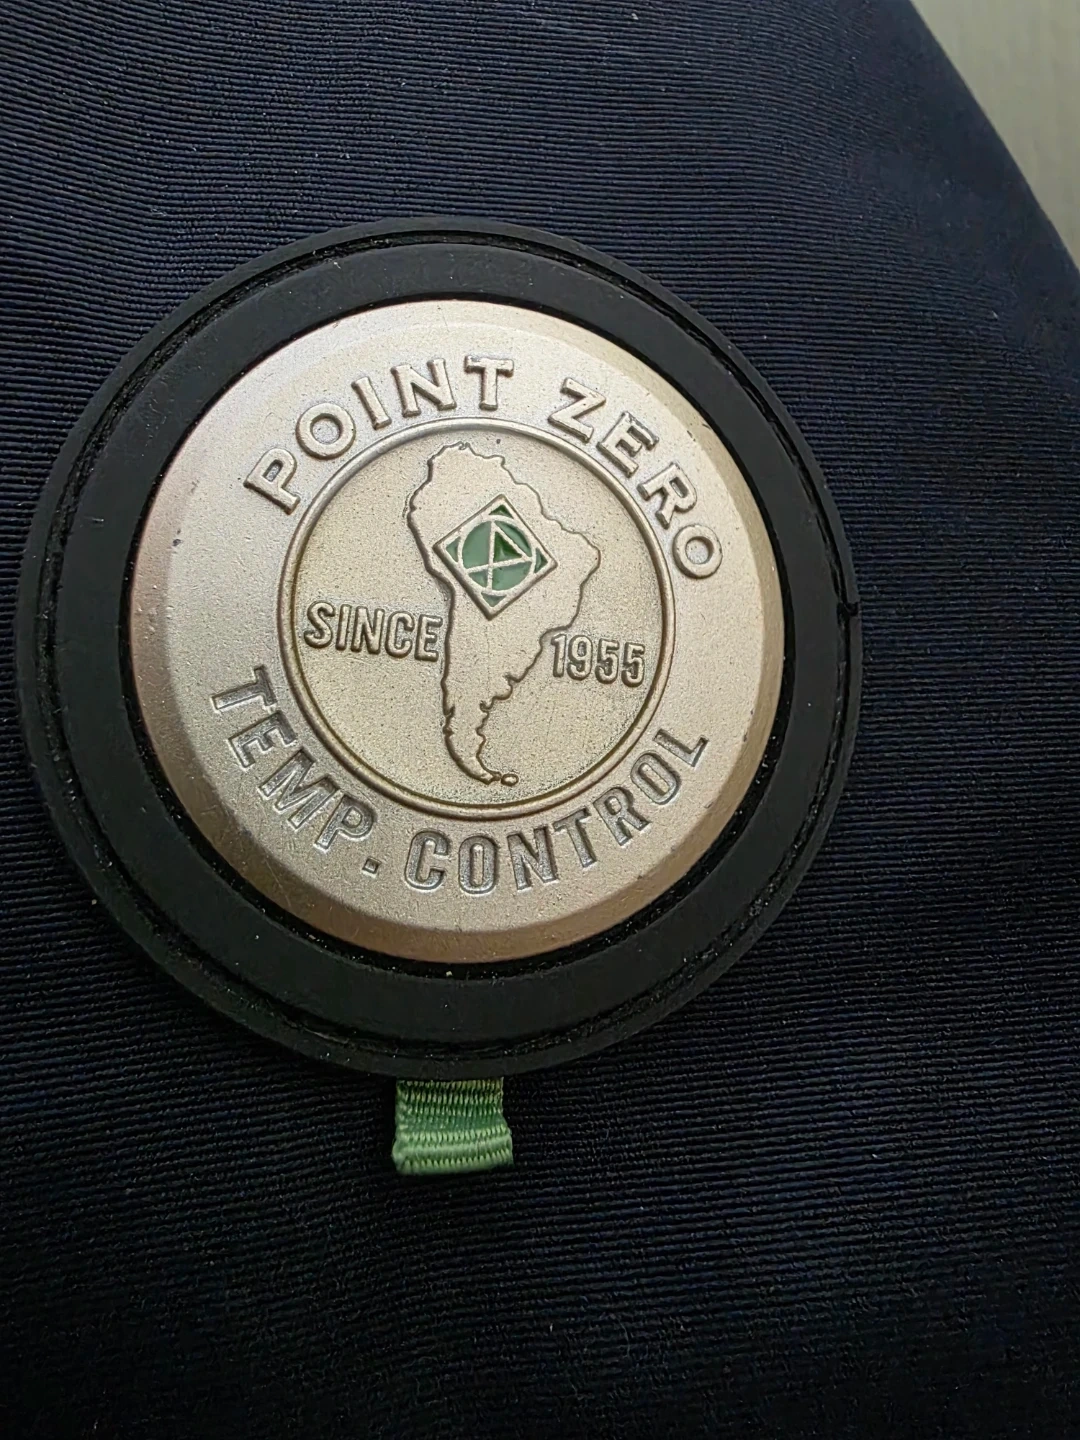 POINT ZERO
SINCE 1955
TEMP. CONTROL